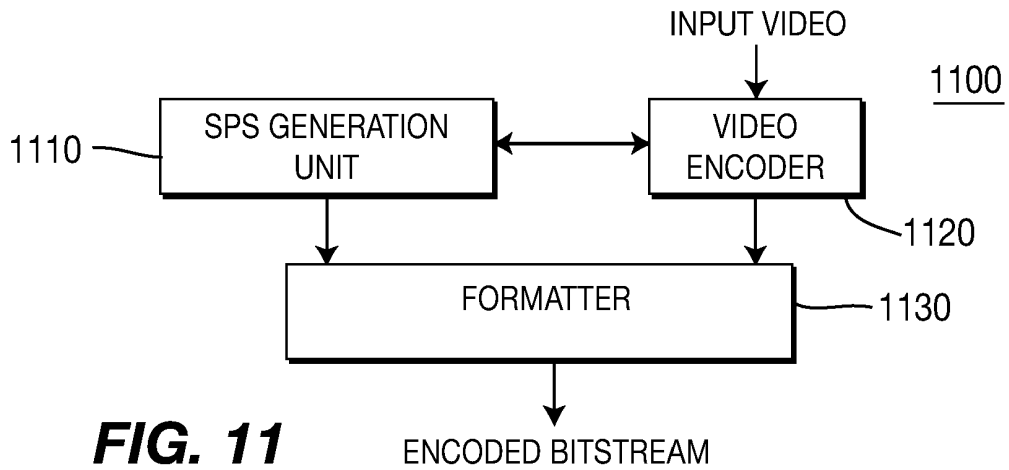 INPUT VIDEO
1100
1110
SPS GENERATION
UNIT
VIDEO
ENCODER
1120
FORMATTER
1130
FIG. 11
ENCODED BITSTREAM